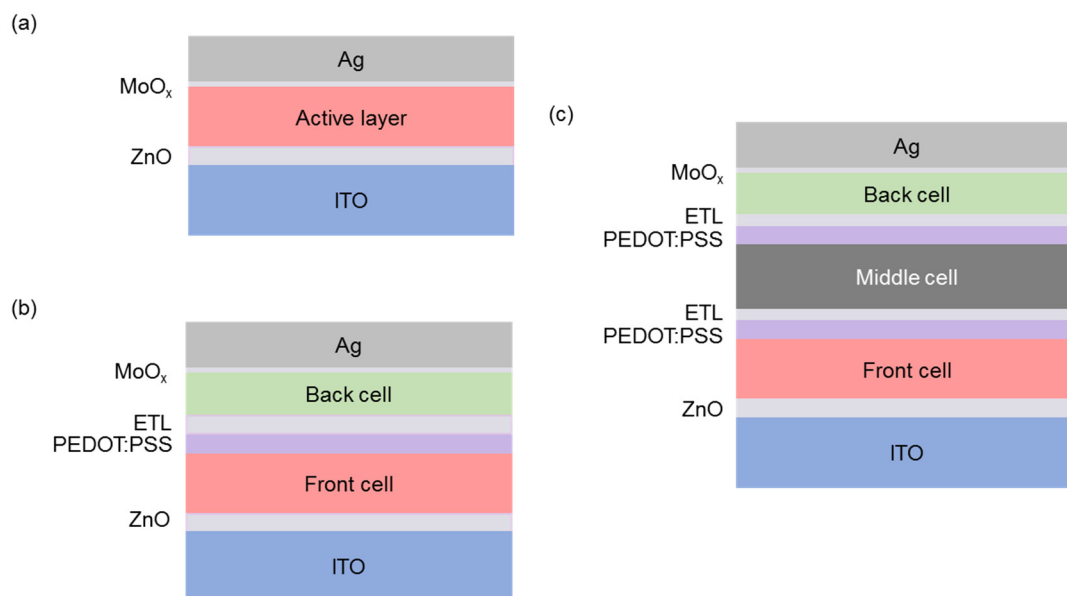 (a)
Ag
MoOₓ
Active layer
ZnO
ITO
(b)
Ag
MoOₓ
Back cell
ETL
PEDOT:PSS
Front cell
ZnO
ITO
(c)
Ag
MoOₓ
Back cell
ETL
PEDOT:PSS
Middle cell
ETL
PEDOT:PSS
Front cell
ZnO
ITO